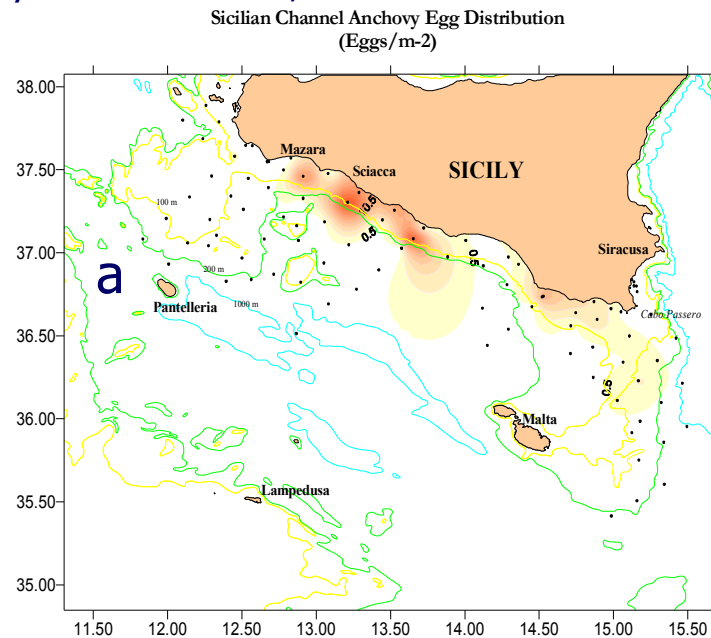 Sicilian Channel Anchovy Egg Distribution
(Eggs/m-2)
38.00
37.50
37.00
36.50
36.00
35.50
35.00
Mazara
Sciacca
SICILY
0.5
100 m
0.5
0.5
Siracusa
200 m
a
Pantelleria
1000 m
Cabo Passero
0.5
Malta
Lampedusa
11.50 12.00 12.50 13.00 13.50 14.00 14.50 15.00 15.50